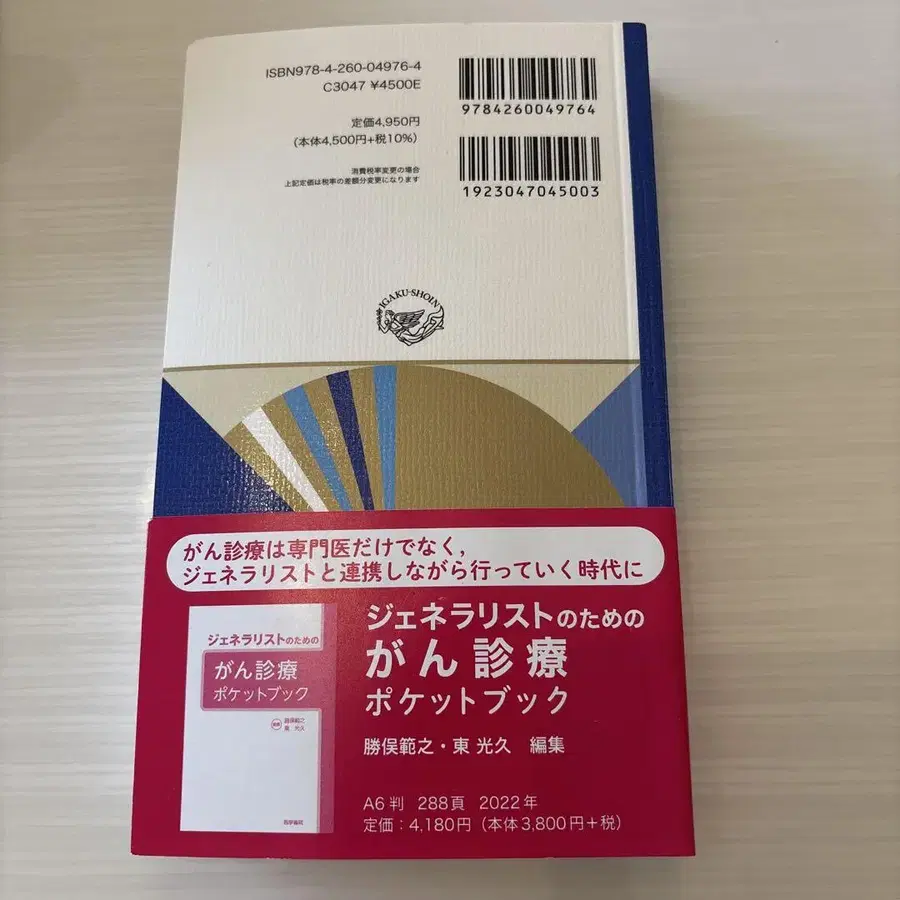 ISBN978-4-260-04976-4
C3047 ¥4500E
定価4,950円
(本体4,500円+税10%)
消費税率変更の場合
上記定価は税率の差額分変更になります
9784260049764
1923047045003
IGAKU-SHOIN
がん診療は専門医だけでなく,
ジェネラリストと連携しながら行っていく時代に
ジェネラリストのための
がん診療
ポケットブック
編集
勝俣範之
東 光久
医学書院
ジェネラリストのための
がん診療
ポケットブック
勝俣範之・東 光久 編集
A6判 288頁 2022年
定価:4,180円(本体3,800円+税)